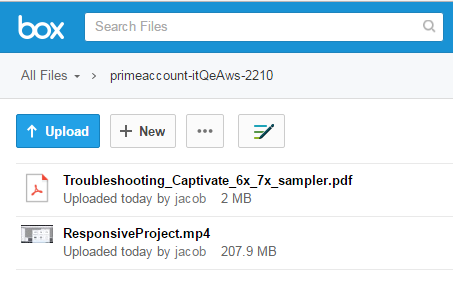 box
Search Files
All Files > primeaccount-itQeAws-2210
Upload
+ New
•••
Troubleshooting_Captivate_6x_7x_sampler.pdf
Uploaded today by jacob 2 MB
ResponsiveProject.mp4
Uploaded today by jacob 207.9 MB